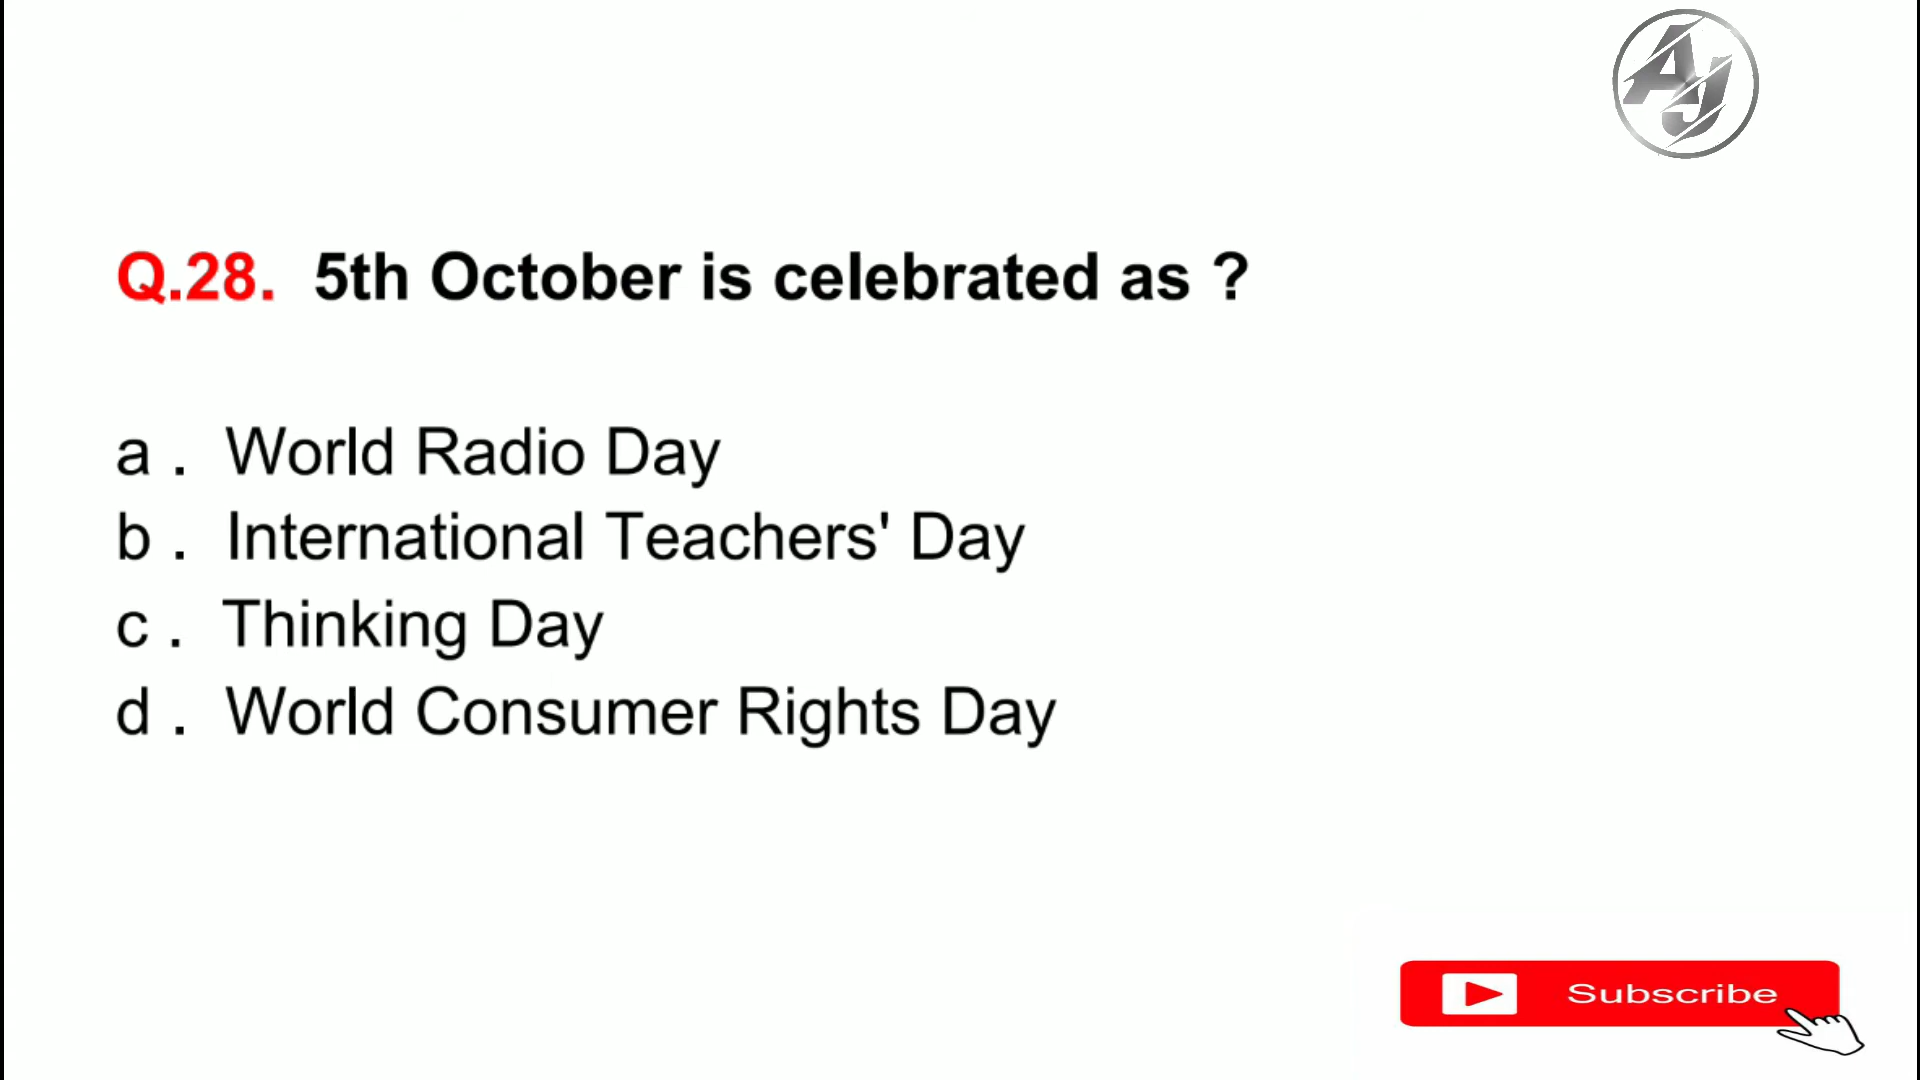 AJ
Q.28. 5th October is celebrated as ?
a . World Radio Day
b . International Teachers' Day
c . Thinking Day
d . World Consumer Rights Day
Subscribe